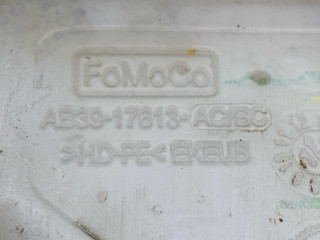 FoMoCo
AB39-17613-AC/BC
>HD-PE< EKEUB